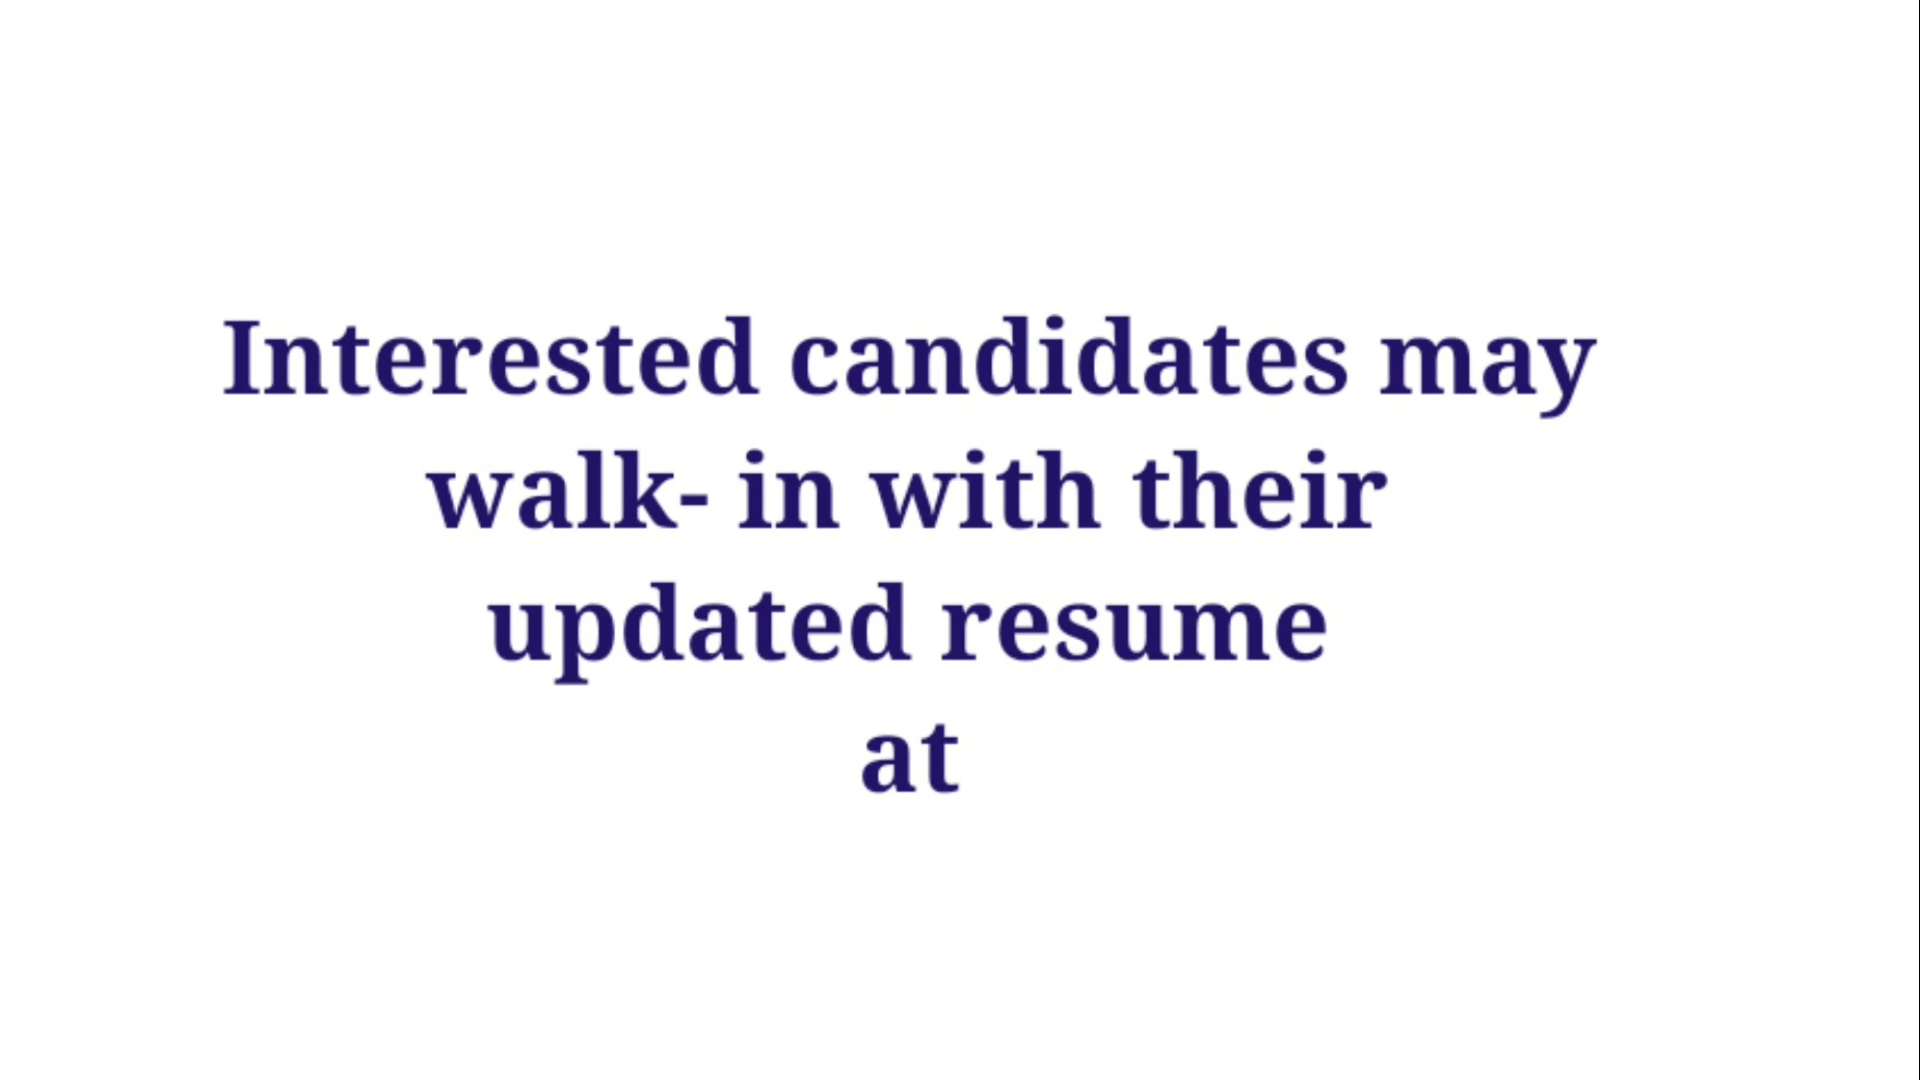 Interested candidates may
walk- in with their
updated resume
at